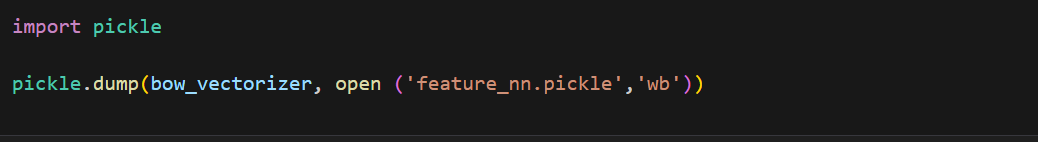 import pickle
pickle.dump(bow_vectorizer, open ('feature_nn.pickle','wb'))